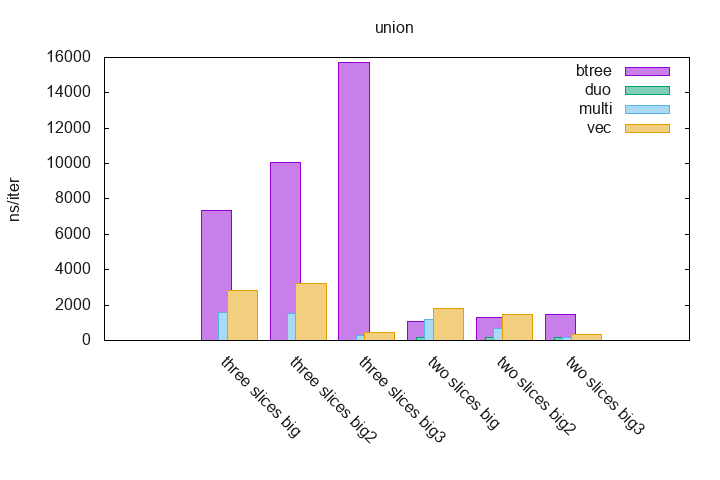 union
16000
14000
12000
10000
8000
6000
4000
2000
0
ns/iter
btree
duo
multi
vec
three slices big
three slices big2
three slices big3
two slices big
two slices big2
two slices big3